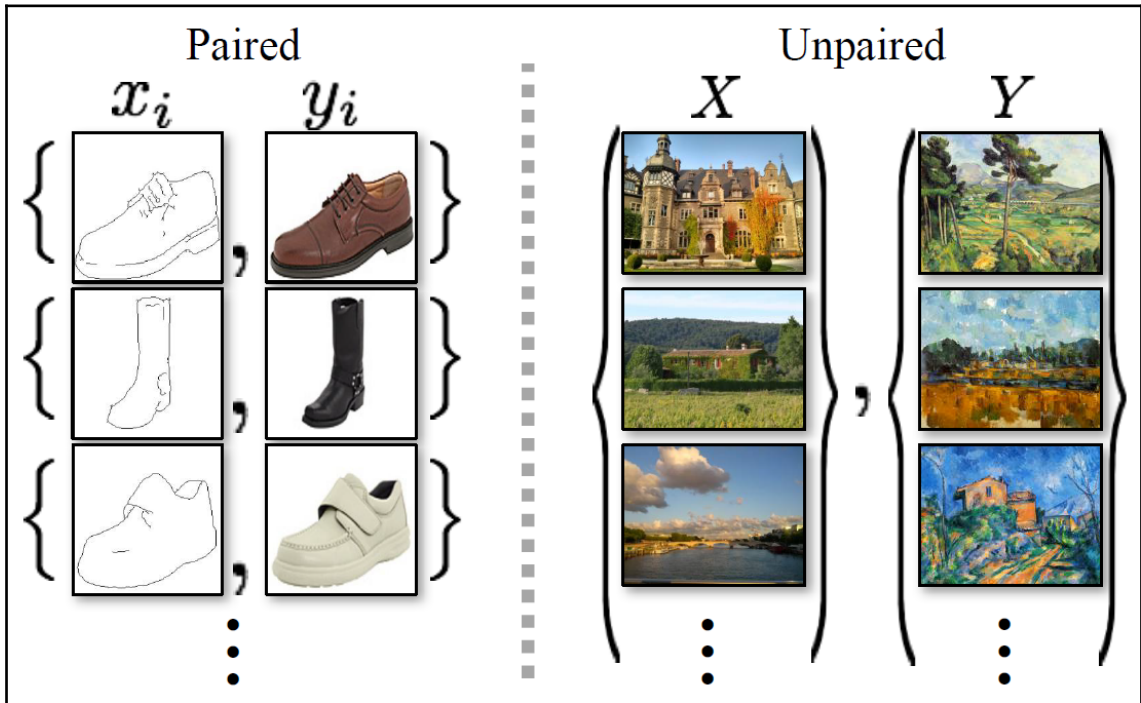 Paired
Unpaired
x_i
y_i
X
Y
{ , }
{ , }
{ , }
( , )